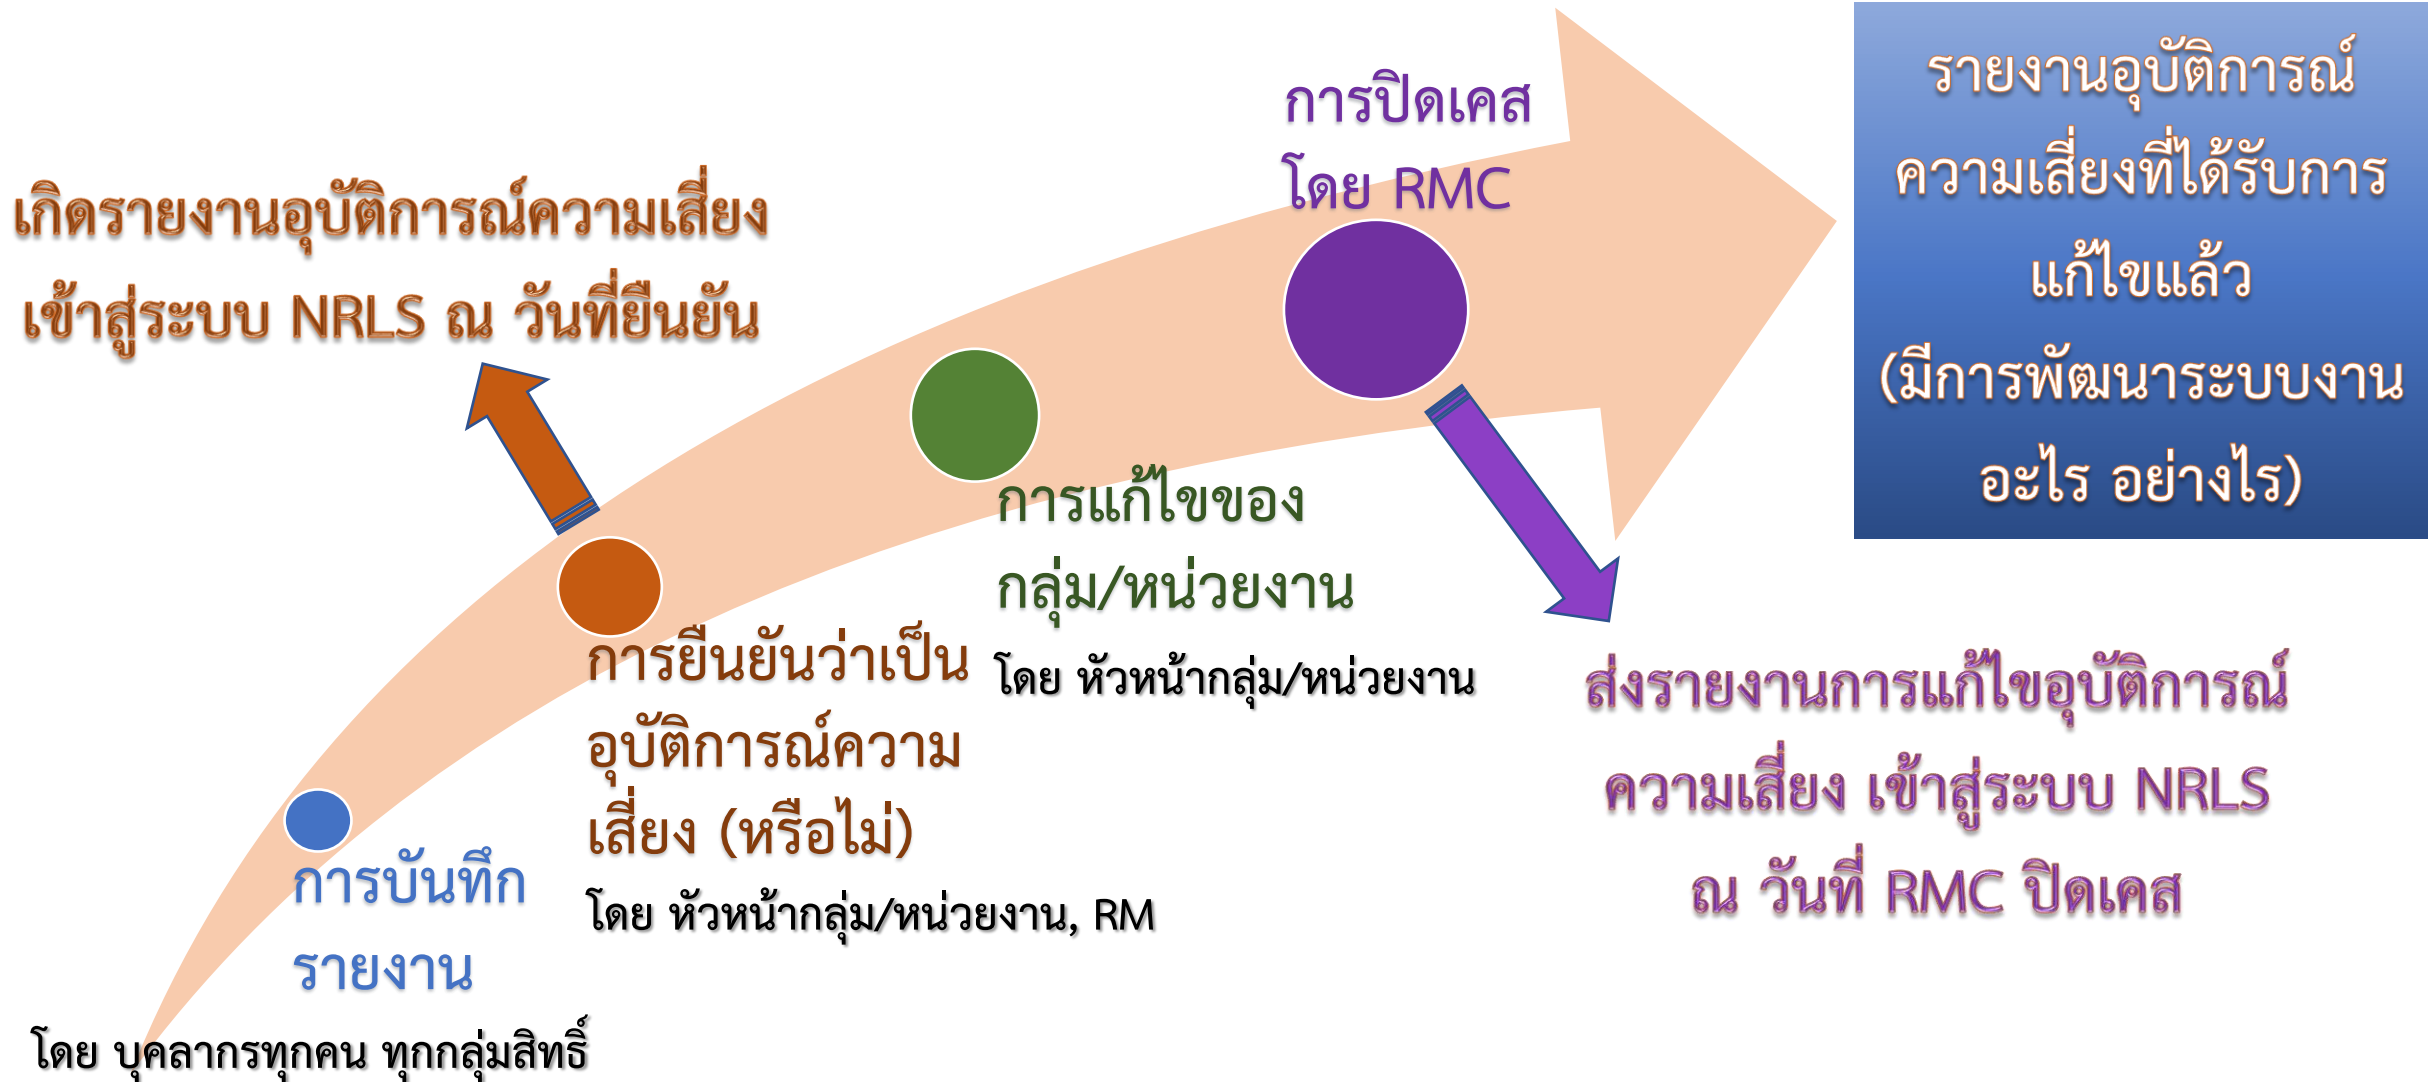 การบันทึก
รายงาน
โดย บุคลากรทุกคน ทุกกลุ่มสิทธิ์
เกิดรายงานอุบัติการณ์ความเสี่ยง
เข้าสู่ระบบ NRLS ณ วันที่ยืนยัน
การยืนยันว่าเป็น
อุบัติการณ์ความ
เสี่ยง (หรือไม่)
โดย หัวหน้ากลุ่ม/หน่วยงาน, RM
การแก้ไขของ
กลุ่ม/หน่วยงาน
โดย หัวหน้ากลุ่ม/หน่วยงาน
การปิดเคส
โดย RMC
ส่งรายงานการแก้ไขอุบัติการณ์
ความเสี่ยง เข้าสู่ระบบ NRLS
ณ วันที่ RMC ปิดเคส
รายงานอุบัติการณ์
ความเสี่ยงที่ได้รับการ
แก้ไขแล้ว
(มีการพัฒนาระบบงาน
อะไร อย่างไร)